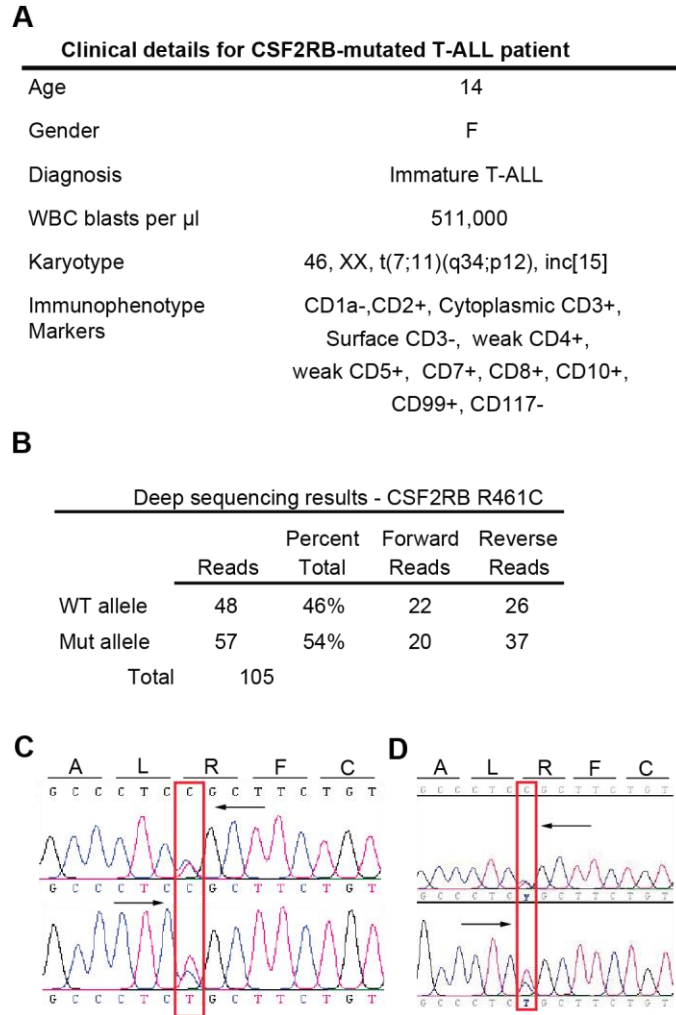 A
Clinical details for CSF2RB-mutated T-ALL patient
Age 14
Gender F
Diagnosis Immature T-ALL
WBC blasts per µl 511,000
Karyotype 46, XX, t(7;11)(q34;p12), inc[15]
Immunophenotype Markers CD1a-,CD2+, Cytoplasmic CD3+,
Surface CD3-, weak CD4+,
weak CD5+, CD7+, CD8+, CD10+,
CD99+, CD117-
B
Deep sequencing results - CSF2RB R461C
Reads Percent Total Forward Reads Reverse Reads
WT allele 48 46% 22 26
Mut allele 57 54% 20 37
Total 105
C
A L R F C
G C C C T C C G C T T C T G T
G C C C T C C G C T T C T G T
G C C C T C T G C T T C T G T
D
A L R F C
G C C C T C C G C T T C T G T
G C C C T C Y G C T T C T G T
G C C C T C T G C T T C T G T